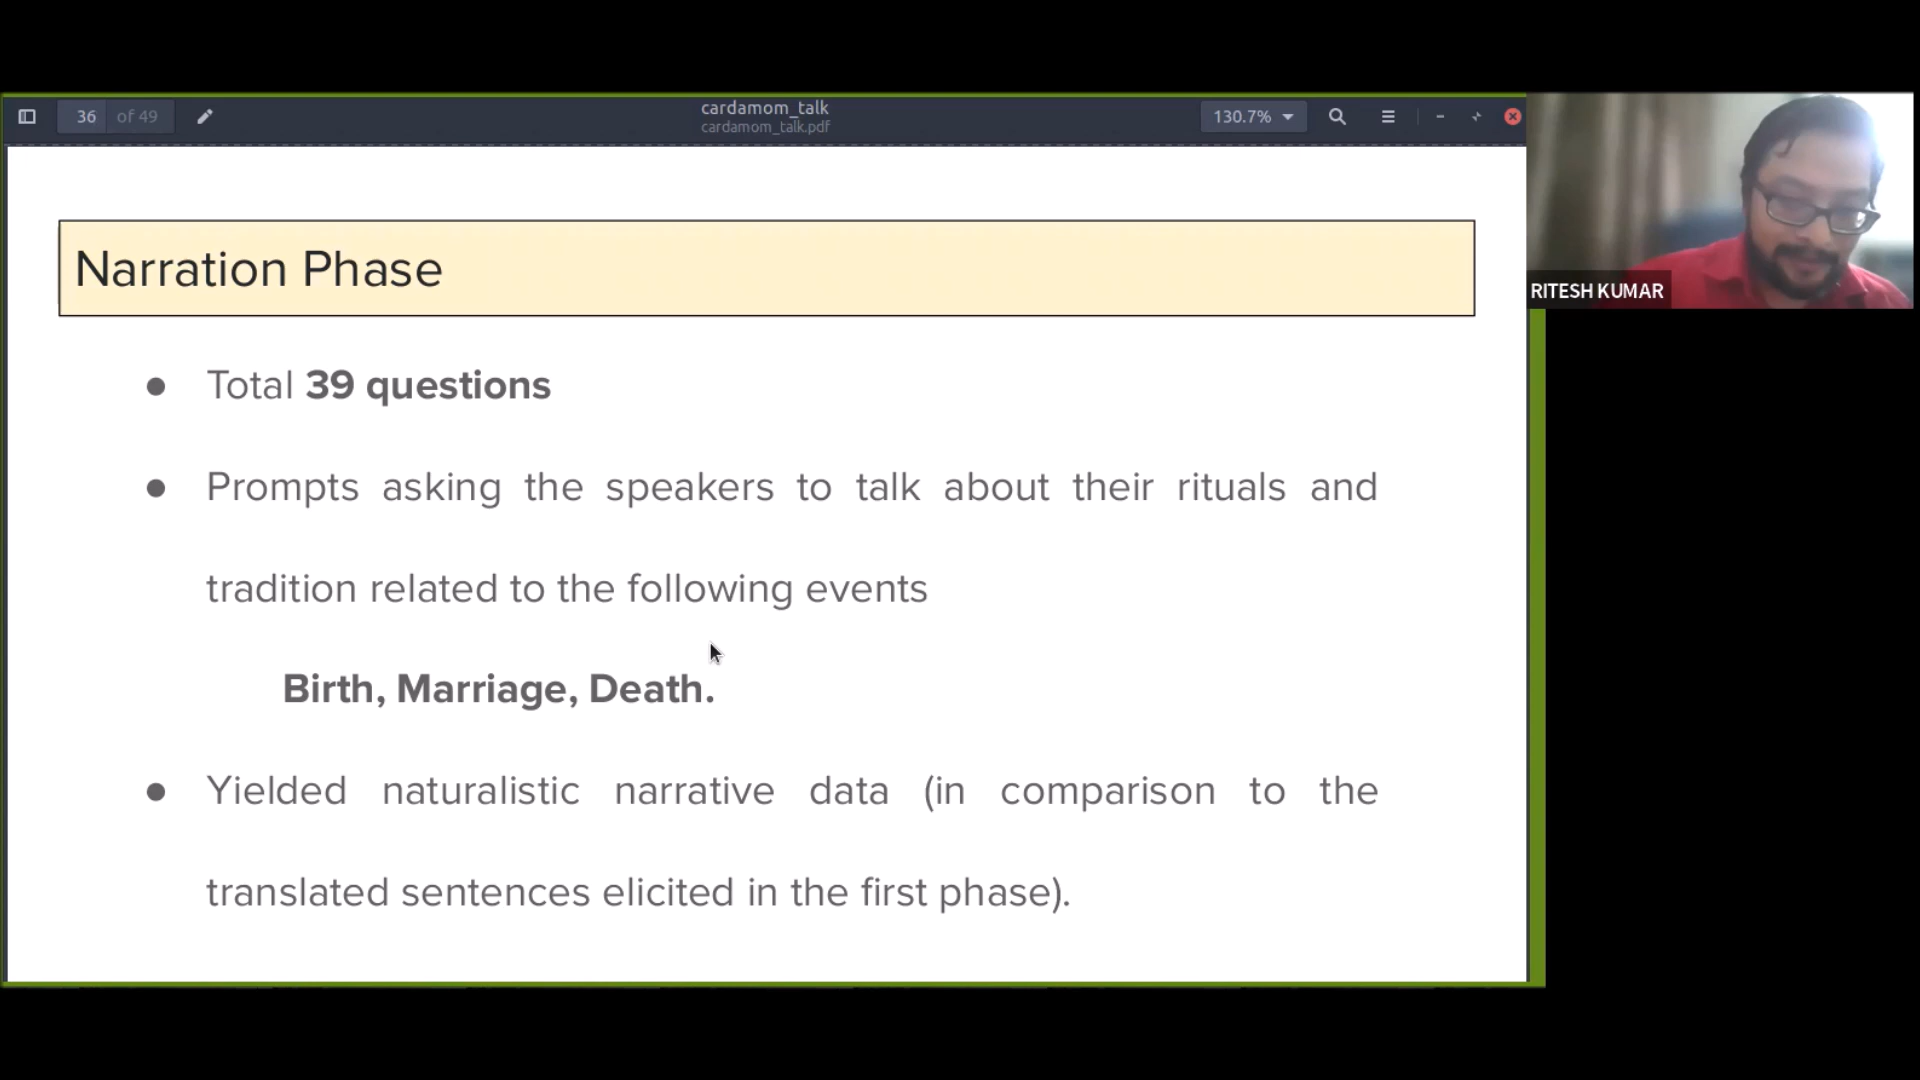 36 of 49
cardamom_talk
cardamom_talk.pdf
130.7%
RITESH KUMAR
Narration Phase
● Total 39 questions
● Prompts asking the speakers to talk about their rituals and
tradition related to the following events
Birth, Marriage, Death.
● Yielded naturalistic narrative data (in comparison to the
translated sentences elicited in the first phase).